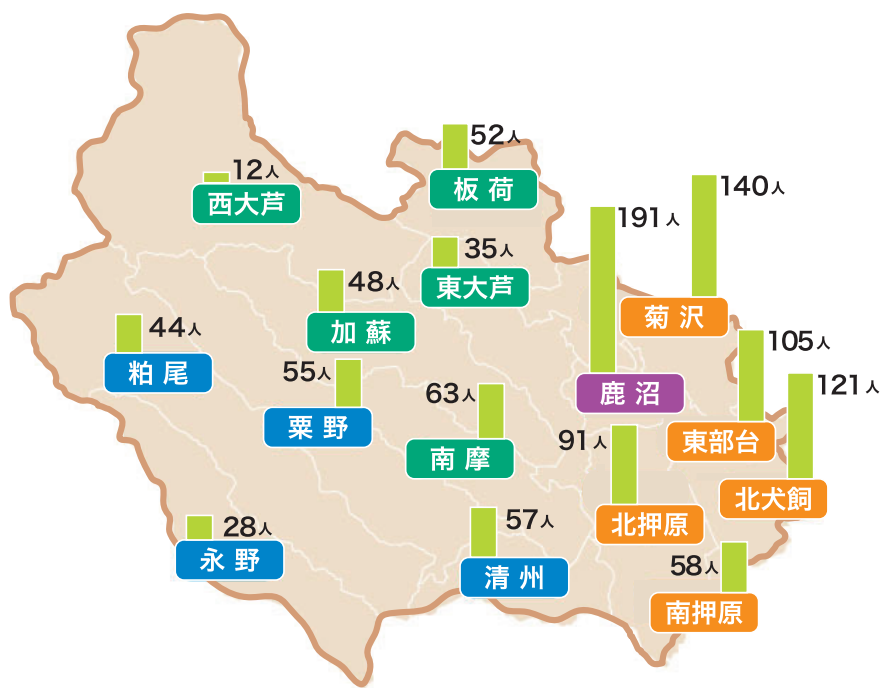 52人
板荷
12人
西大芦
140人
菊沢
191人
鹿沼
35人
東大芦
48人
加蘇
44人
粕尾
105人
東部台
55人
粟野
121人
北犬飼
63人
南摩
91人
北押原
28人
永野
57人
清州
58人
南押原